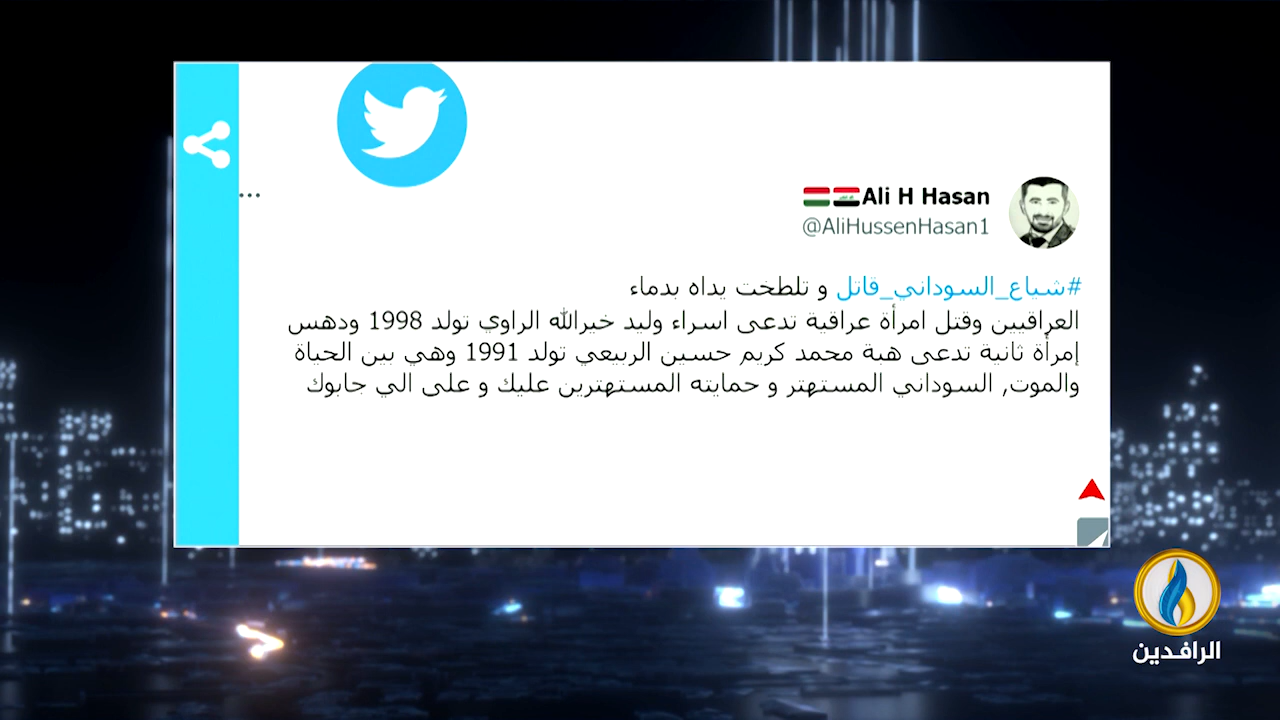 Ali H Hasan
@AliHussenHasan1
...
#شياع_السوداني_قاتل و تلطخت يداه بدماء
العراقيين وقتل امرأة عراقية تدعى اسراء وليد خيرالله الراوي تولد 1998 ودهس
إمرأة ثانية تدعى هبة محمد كريم حسين الربيعي تولد 1991 وهي بين الحياة
والموت, السوداني المستهتر و حمايته المستهترين عليك و على الي جابوك
الرافدين